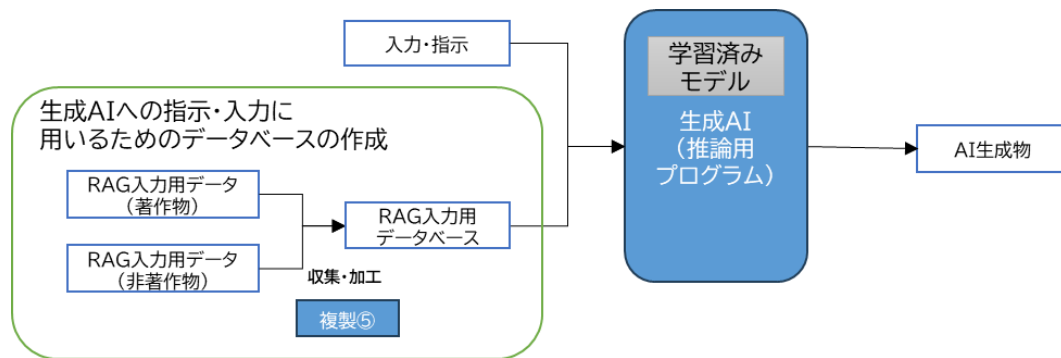 入力・指示
学習済み
モデル
生成AI
（推論用
プログラム）
AI生成物
生成AIへの指示・入力に
用いるためのデータベースの作成
RAG入力用データ
（著作物）
RAG入力用データ
（非著作物）
RAG入力用
データベース
収集・加工
複製⑤